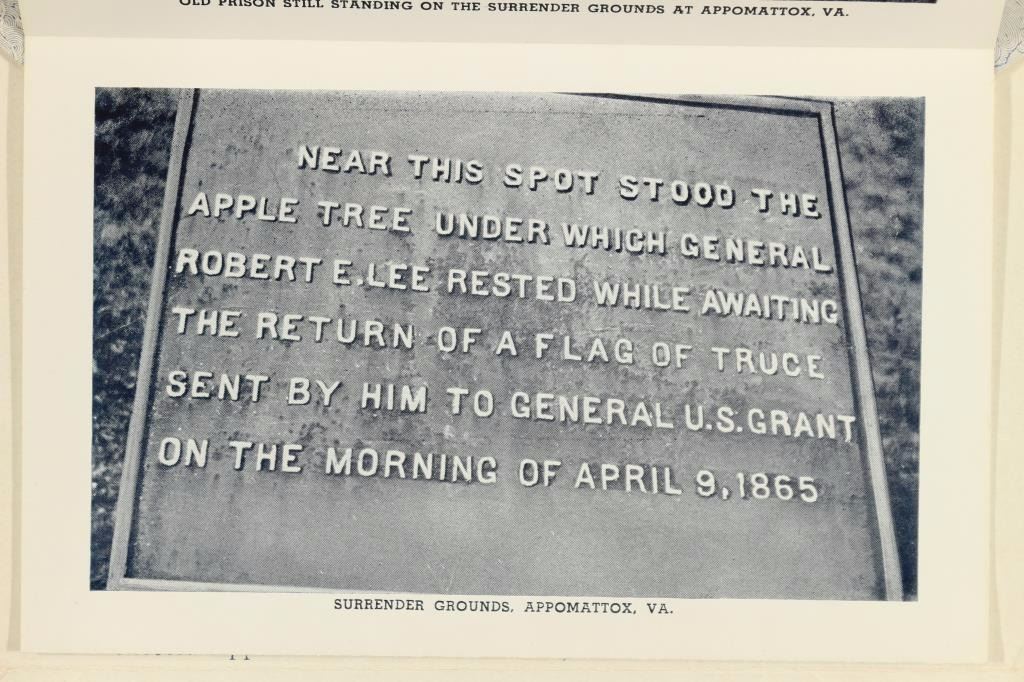 OLD PRISON STILL STANDING ON THE SURRENDER GROUNDS AT APPOMATTOX, VA.
NEAR THIS SPOT STOOD THE
APPLE TREE UNDER WHICH GENERAL
ROBERT E. LEE RESTED WHILE AWAITING
THE RETURN OF A FLAG OF TRUCE
SENT BY HIM TO GENERAL U.S. GRANT
ON THE MORNING OF APRIL 9, 1865
SURRENDER GROUNDS, APPOMATTOX, VA.